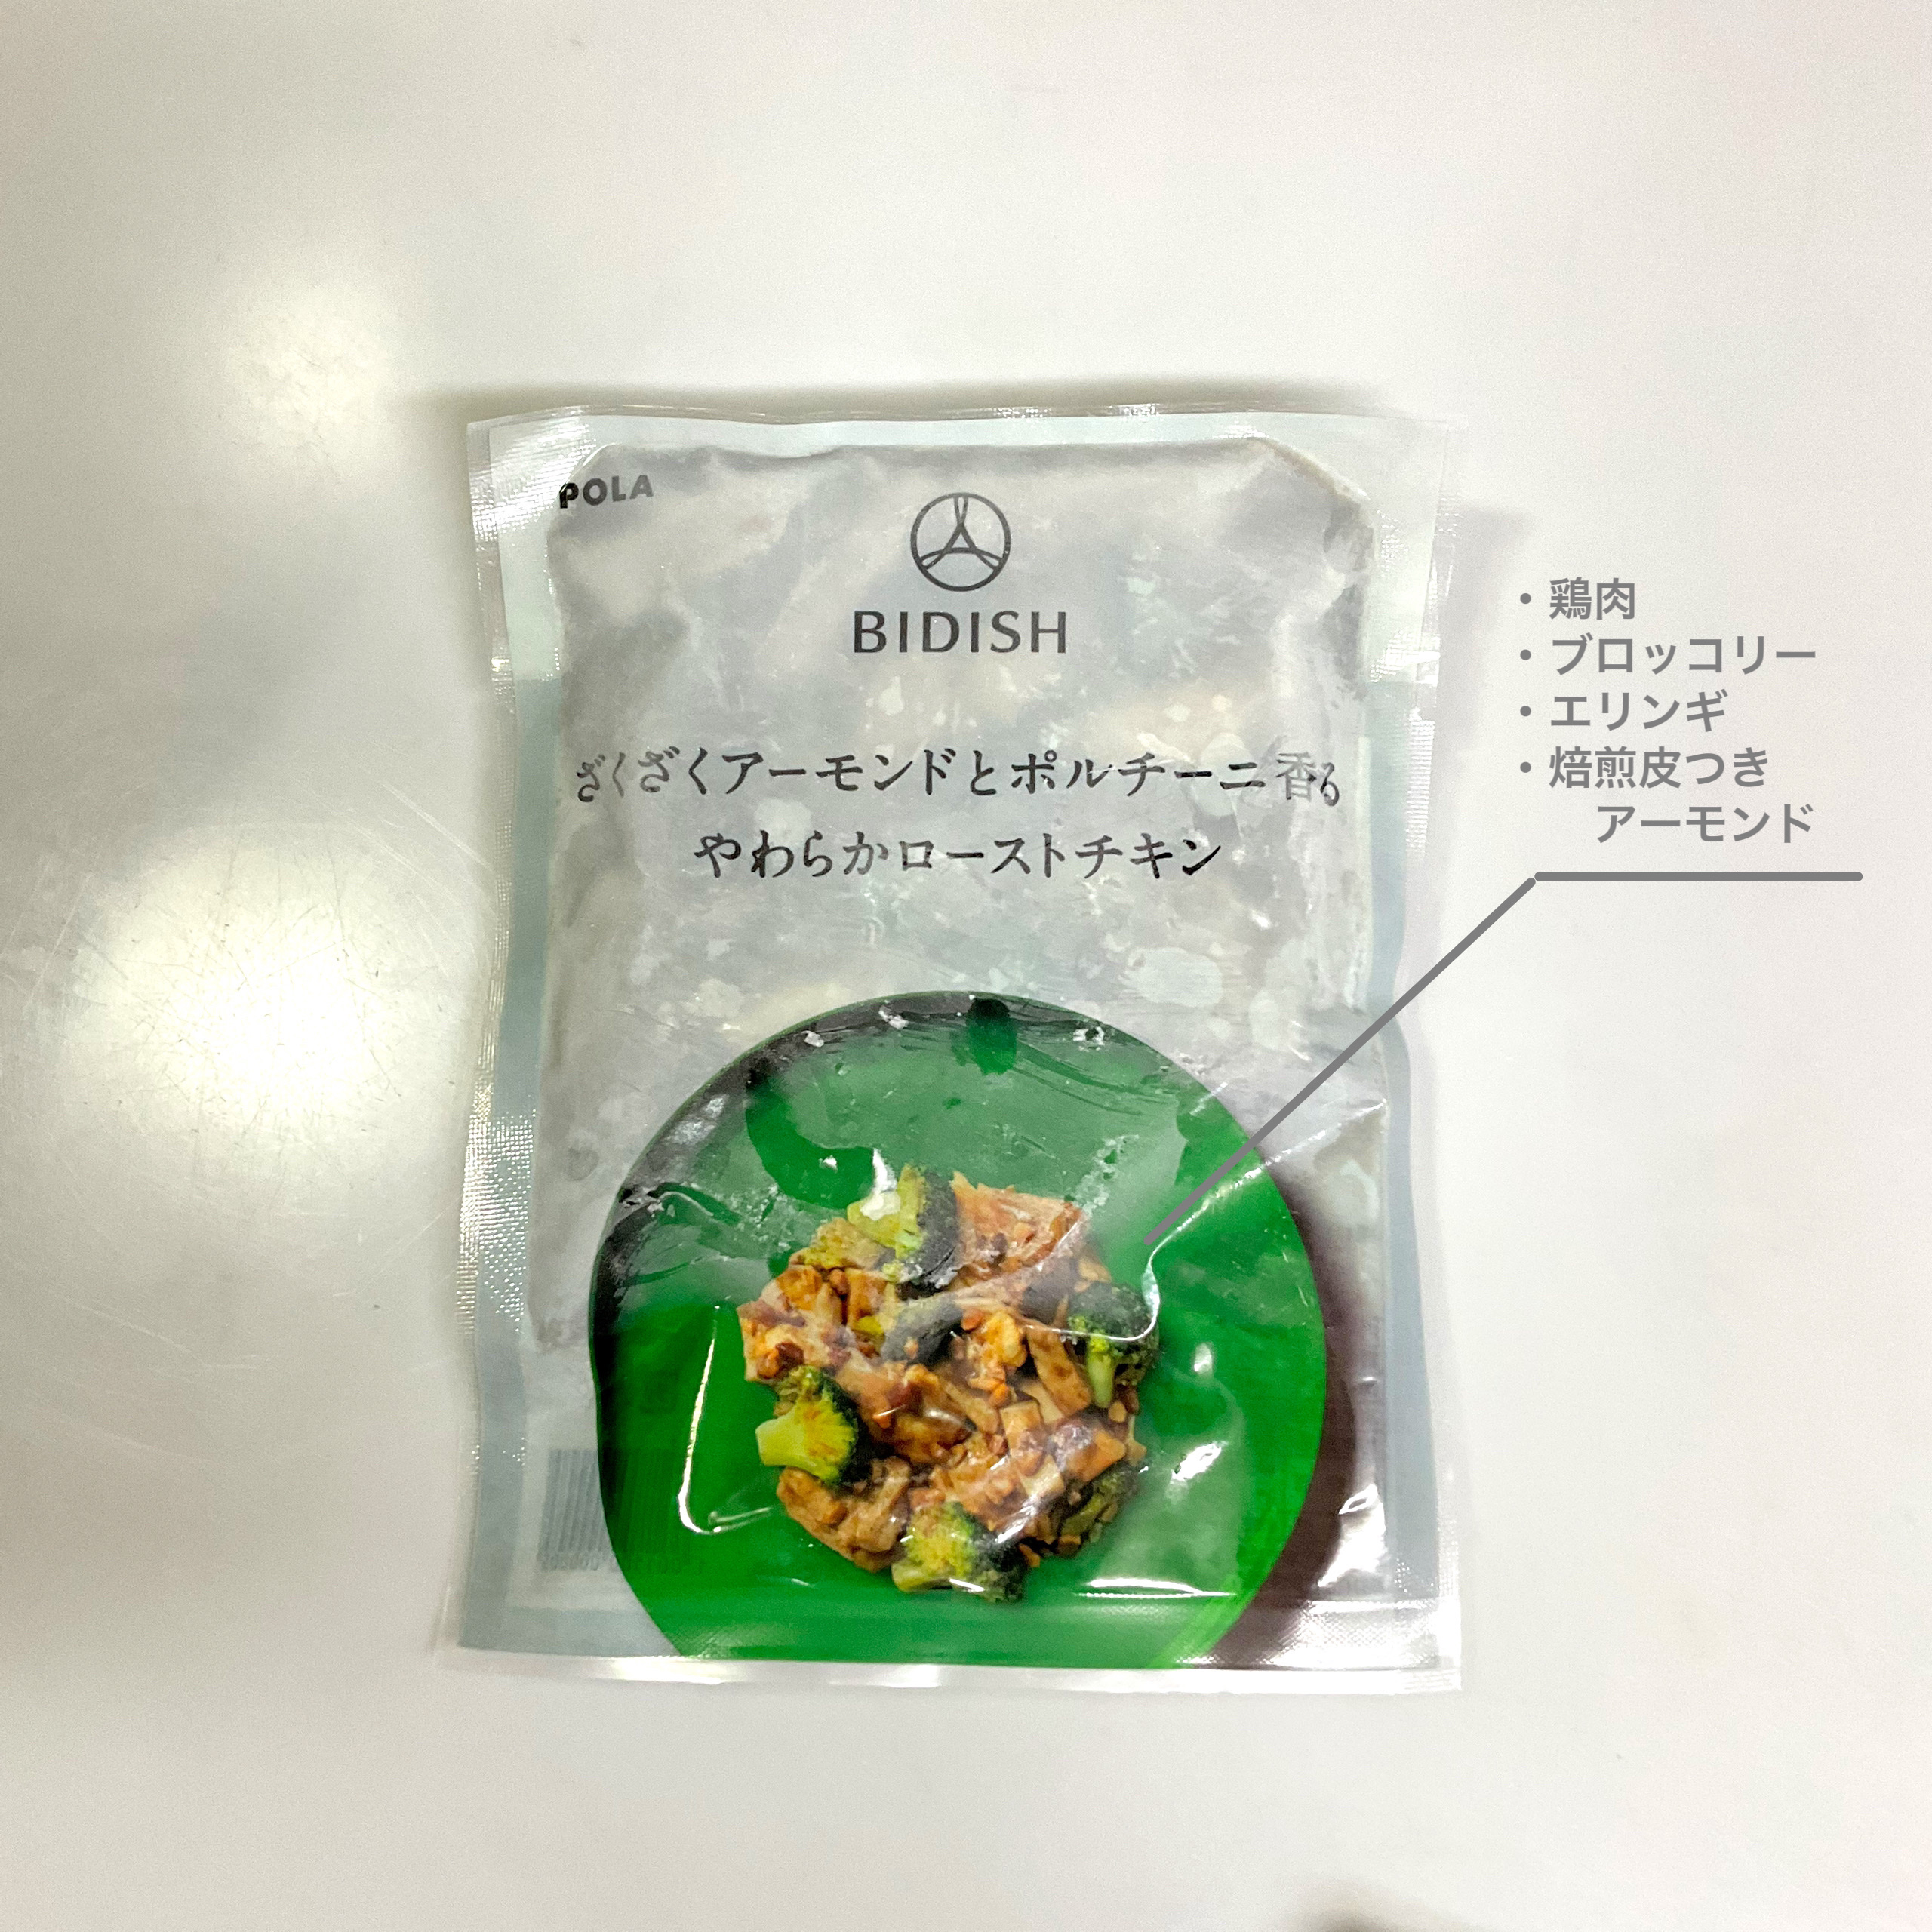 POLA
BIDISH
ざくざくアーモンドとポルチーニ香る
やわらかローストチキン
・鶏肉
・ブロッコリー
・エリンギ
・焙煎皮つき
アーモンド